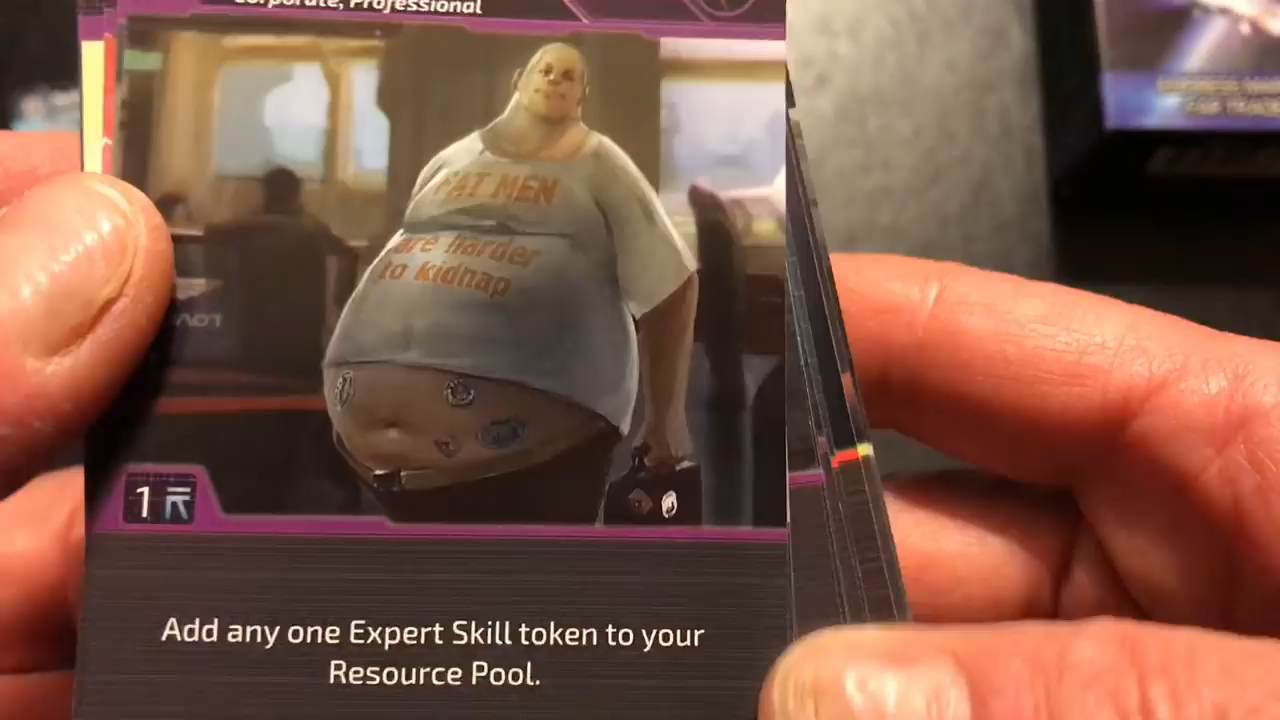 Corporate, Professional
FAT MEN
are harder
to kidnap
1
Add any one Expert Skill token to your
Resource Pool.